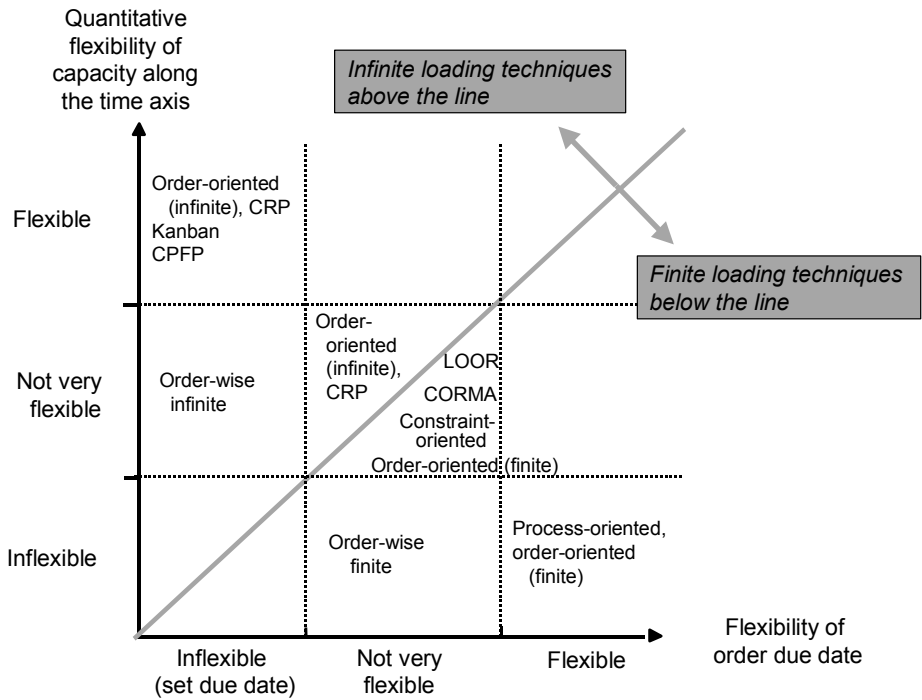 Quantitative
flexibility of
capacity along
the time axis
Infinite loading techniques
above the line
Finite loading techniques
below the line
Flexible
Order-oriented
(infinite), CRP
Kanban
CPFP
Not very
flexible
Order-wise
infinite
Order-
oriented
(infinite),
CRP
LOOR
CORMA
Constraint-
oriented
Order-oriented (finite)
Inflexible
Order-wise
finite
Process-oriented,
order-oriented
(finite)
Inflexible
(set due date)
Not very
flexible
Flexible
Flexibility of
order due date